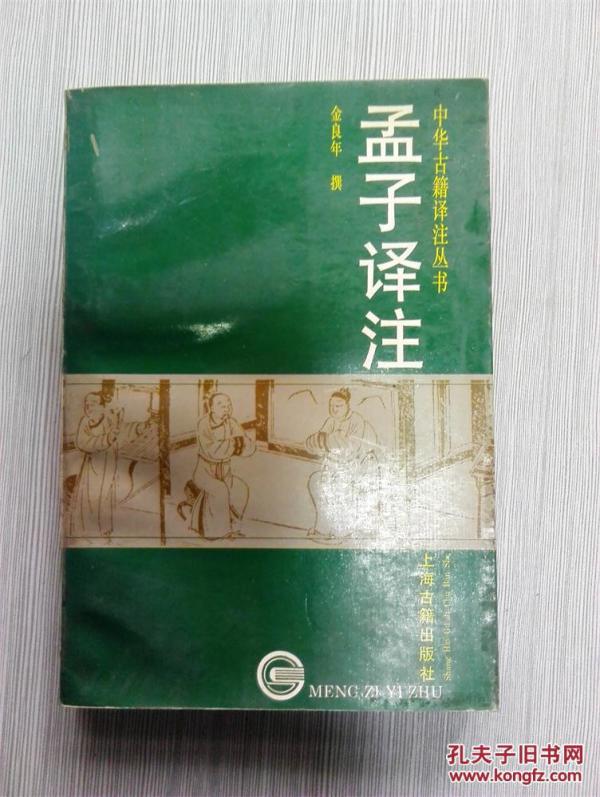 中华古籍译注丛书
孟子译注
金良年 撰
上海古籍出版社
MENG ZI YI ZHU
孔夫子旧书网
www.kongfz.com